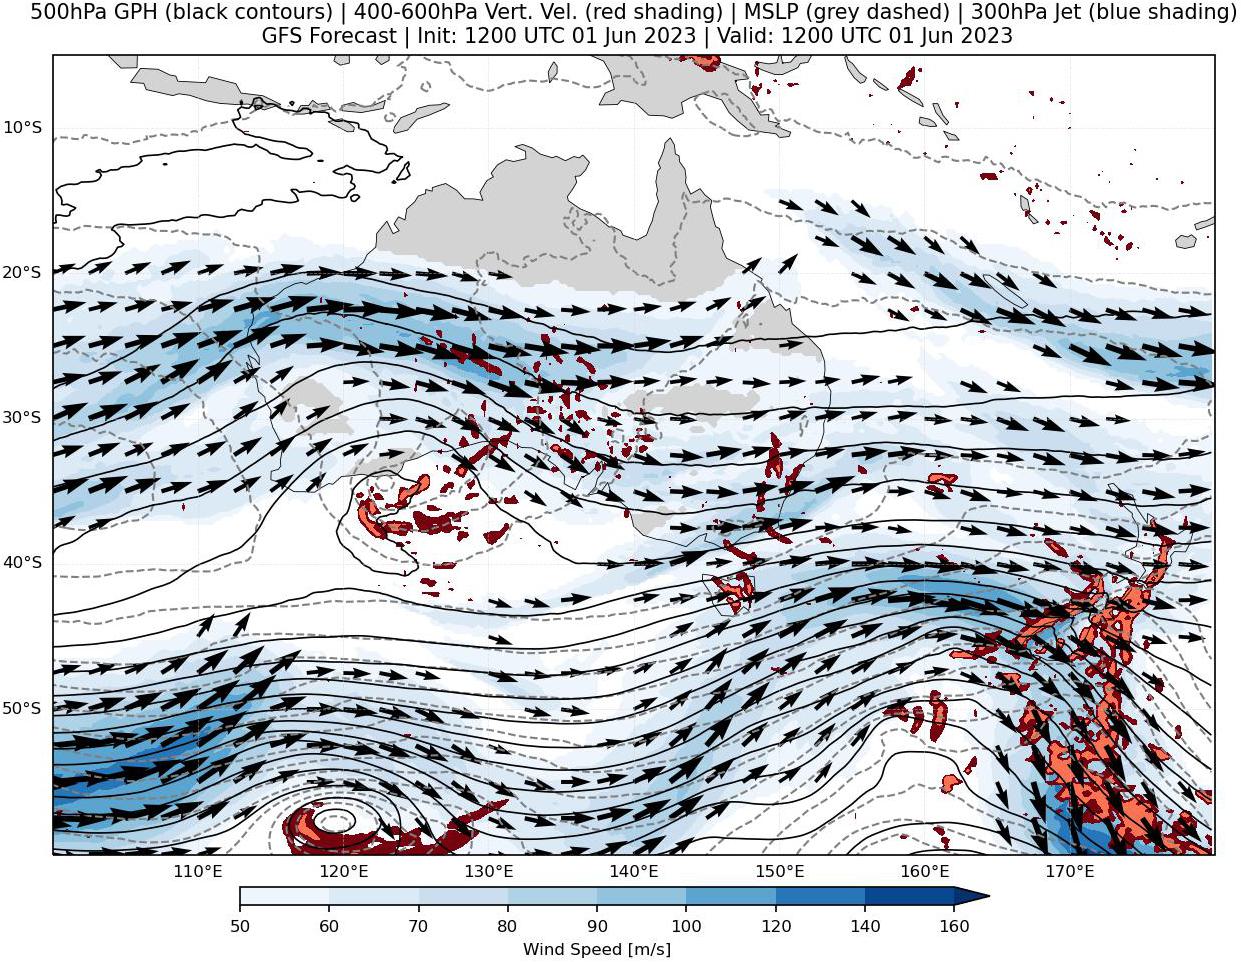 500hPa GPH (black contours) | 400-600hPa Vert. Vel. (red shading) | MSLP (grey dashed) | 300hPa Jet (blue shading)
GFS Forecast | Init: 1200 UTC 01 Jun 2023 | Valid: 1200 UTC 01 Jun 2023
10°S
20°S
30°S
40°S
50°S
110°E 120°E 130°E 140°E 150°E 160°E 170°E
50 60 70 80 90 100 120 140 160
Wind Speed [m/s]